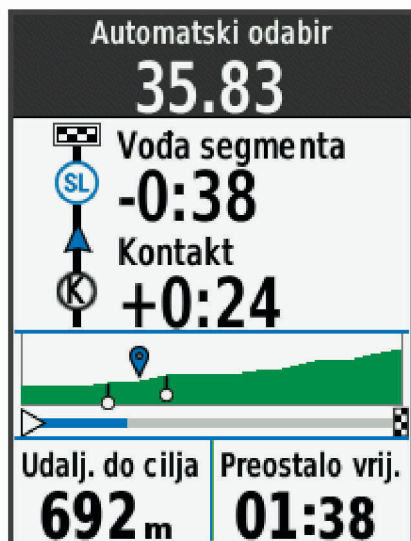 Automatski odabir
35.83
Vođa segmenta
SL
-0:38
Kontakt
K
+0:24
Udalj. do cilja Preostalo vrij.
692 m 01:38